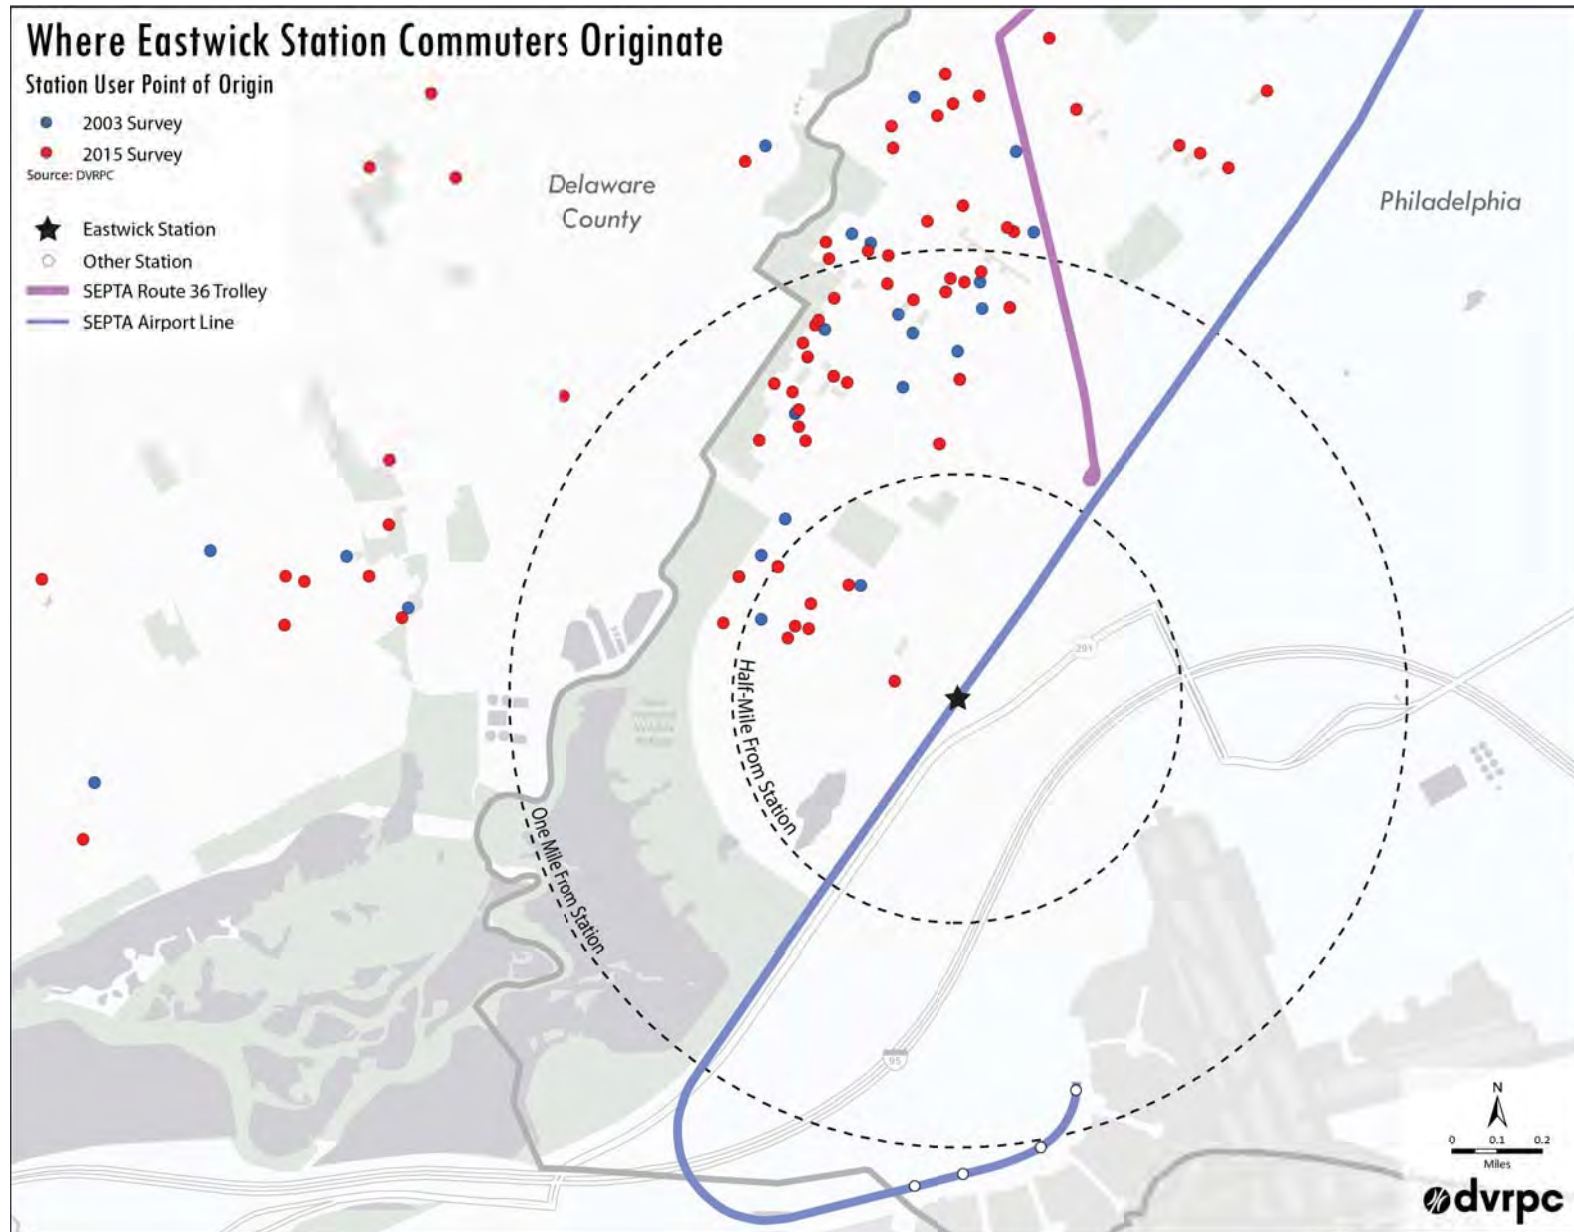 Where Eastwick Station Commuters Originate
Station User Point of Origin
2003 Survey
2015 Survey
Source: DVRPC
Eastwick Station
Other Station
SEPTA Route 36 Trolley
SEPTA Airport Line
Delaware
County
Philadelphia
291
Half-Mile From Station
One Mile From Station
95
N
0 0.1 0.2
Miles
dvrpc